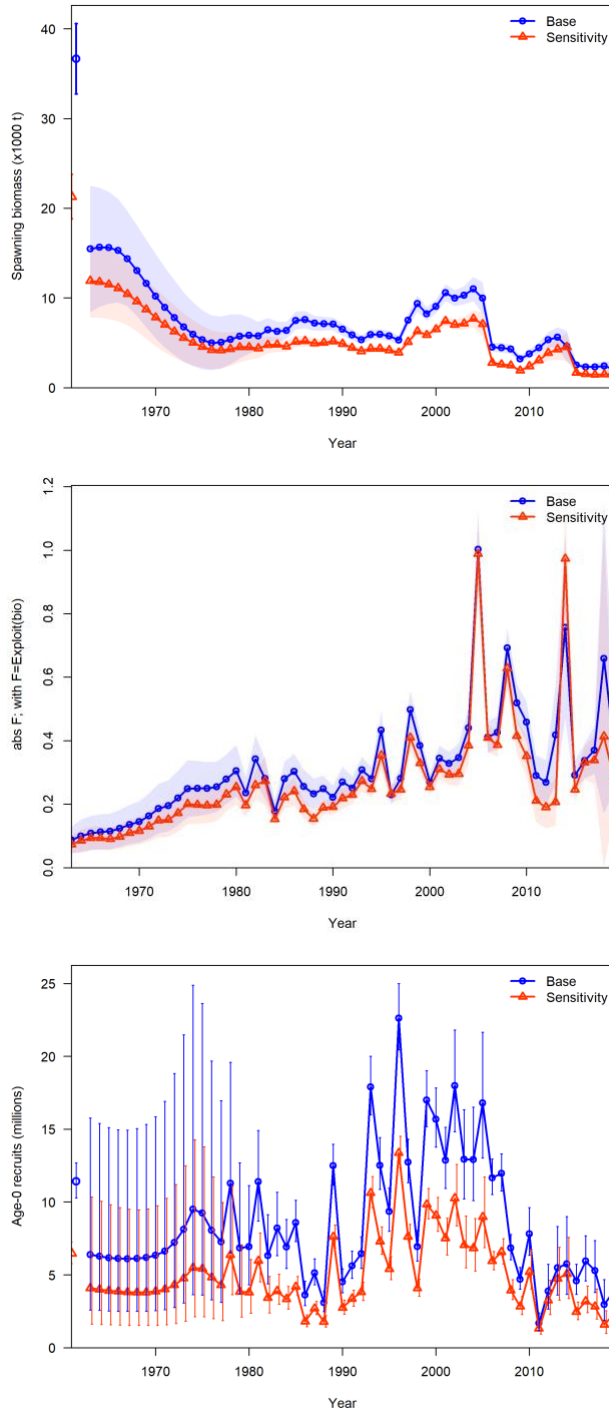 Base
Sensitivity
Spawning biomass (x1000 t)
40
30
20
10
0
1970 1980 1990 2000 2010
Year
Base
Sensitivity
abs F; with F=Exploit(bio)
1.2
1.0
0.8
0.6
0.4
0.2
0.0
1970 1980 1990 2000 2010
Year
Base
Sensitivity
Age-0 recruits (millions)
25
20
15
10
5
0
1970 1980 1990 2000 2010
Year